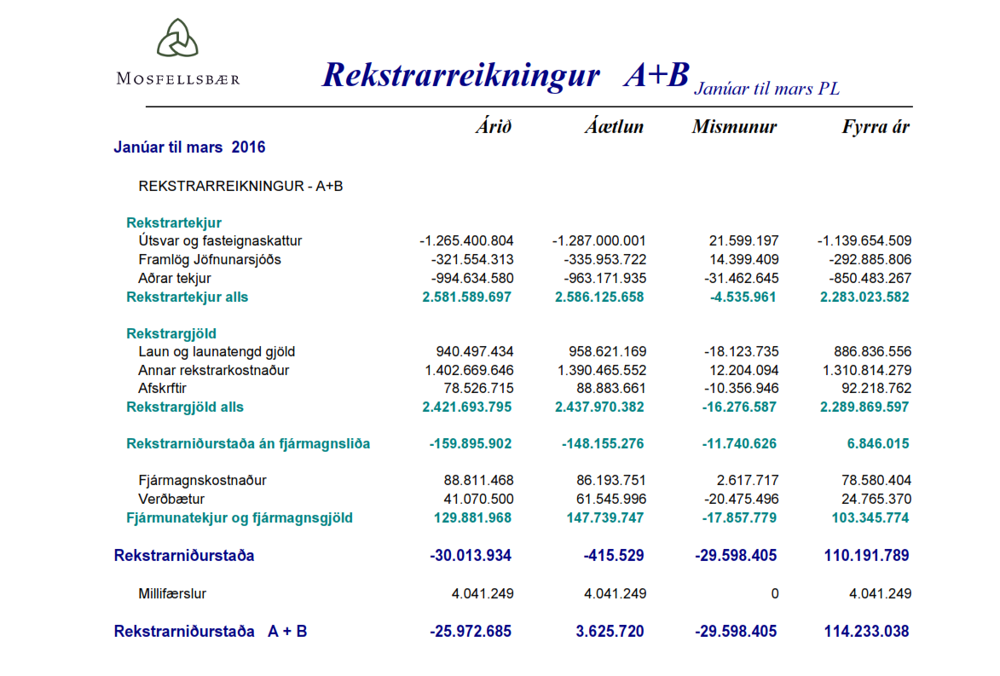 MOSFELLSBÆR
Rekstrarreikningur A+B Janúar til mars PL
Árið Áætlun Mismunur Fyrra ár
Janúar til mars 2016
REKSTRARREIKNINGUR - A+B
Rekstrartekjur
Útsvar og fasteignaskattur -1.265.400.804 -1.287.000.001 21.599.197 -1.139.654.509
Framlög Jöfnunarsjóðs -321.554.313 -335.953.722 14.399.409 -292.885.806
Aðrar tekjur -994.634.580 -963.171.935 -31.462.645 -850.483.267
Rekstrartekjur alls 2.581.589.697 2.586.125.658 -4.535.961 2.283.023.582
Rekstrargjöld
Laun og launatengd gjöld 940.497.434 958.621.169 -18.123.735 886.836.556
Annar rekstrarkostnaður 1.402.669.646 1.390.465.552 12.204.094 1.310.814.279
Afskrftir 78.526.715 88.883.661 -10.356.946 92.218.762
Rekstrargjöld alls 2.421.693.795 2.437.970.382 -16.276.587 2.289.869.597
Rekstrarniðurstaða án fjármagnsliða -159.895.902 -148.155.276 -11.740.626 6.846.015
Fjármagnskostnaður 88.811.468 86.193.751 2.617.717 78.580.404
Verðbætur 41.070.500 61.545.996 -20.475.496 24.765.370
Fjármunatekjur og fjármagnsgjöld 129.881.968 147.739.747 -17.857.779 103.345.774
Rekstrarniðurstaða -30.013.934 -415.529 -29.598.405 110.191.789
Millifærslur 4.041.249 4.041.249 0 4.041.249
Rekstrarniðurstaða A + B -25.972.685 3.625.720 -29.598.405 114.233.038